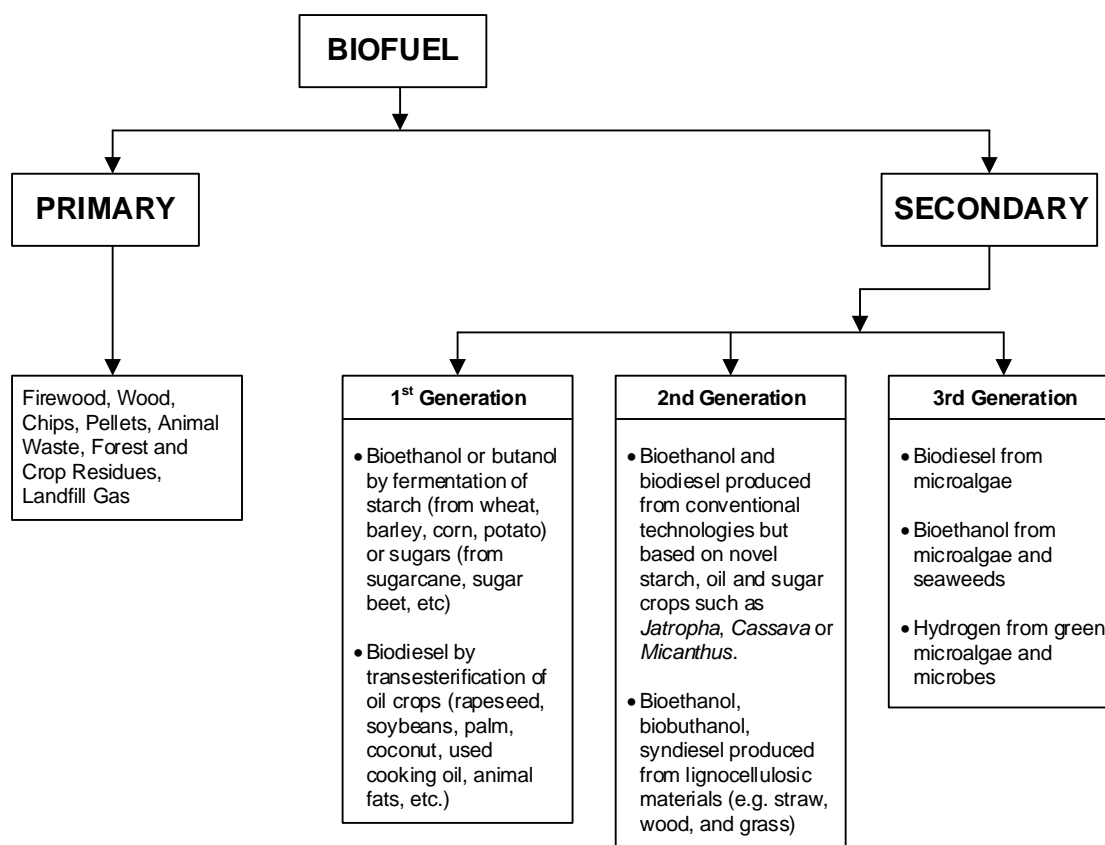 BIOFUEL
PRIMARY
SECONDARY
Firewood, Wood,
Chips, Pellets, Animal
Waste, Forest and
Crop Residues,
Landfill Gas
1st Generation
• Bioethanol or butanol
by fermentation of
starch (from wheat,
barley, corn, potato)
or sugars (from
sugarcane, sugar
beet, etc)
• Biodiesel by
transesterification of
oil crops (rapeseed,
soybeans, palm,
coconut, used
cooking oil, animal
fats, etc.)
2nd Generation
• Bioethanol and
biodiesel produced
from conventional
technologies but
based on novel
starch, oil and sugar
crops such as
Jatropha, Cassava or
Micanthus.
• Bioethanol,
biobuthanol,
syndiesel produced
from lignocellulosic
materials (e.g. straw,
wood, and grass)
3rd Generation
• Biodiesel from
microalgae
• Bioethanol from
microalgae and
seaweeds
• Hydrogen from green
microalgae and
microbes